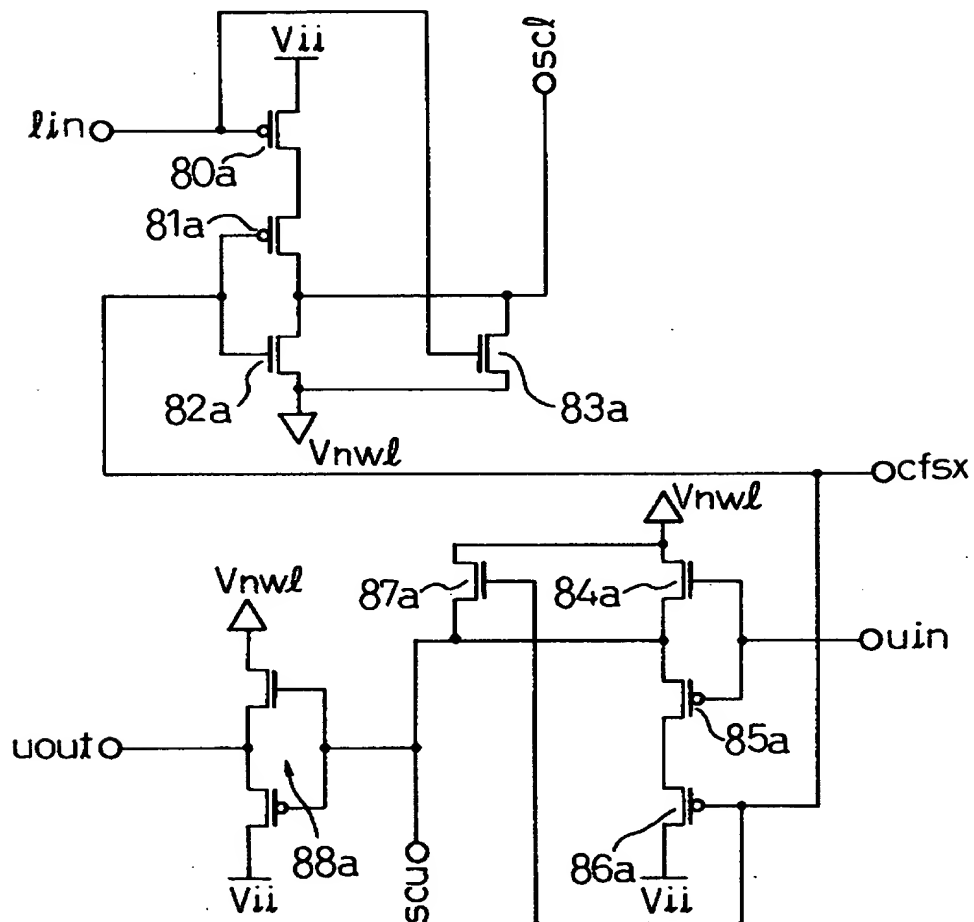 Vii
scℓ
ℓin
80a
81a
82a
83a
Vnwℓ
cfsx
Vnwℓ
Vnwℓ
87a
84a
uin
uout
85a
88a
scu
86a
Vii
Vii